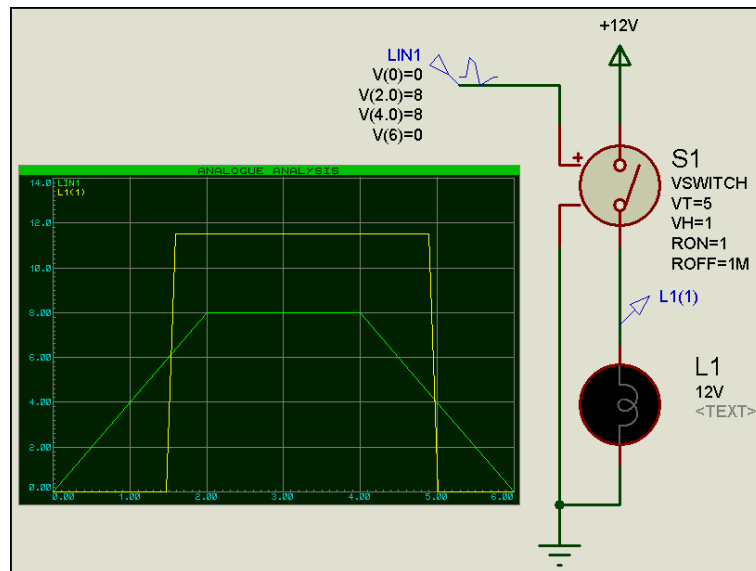 +12V
LIN1
V(0)=0
V(2.0)=8
V(4.0)=8
V(6)=0
+
S1
VSWITCH
VT=5
VH=1
RON=1
ROFF=1M
L1(1)
L1
12V
<TEXT>
ANALOGUE ANALYSIS
LIN1
L1(1)
14.0
12.0
10.0
8.00
6.00
4.00
2.00
0.00
0.00 1.00 2.00 3.00 4.00 5.00 6.00